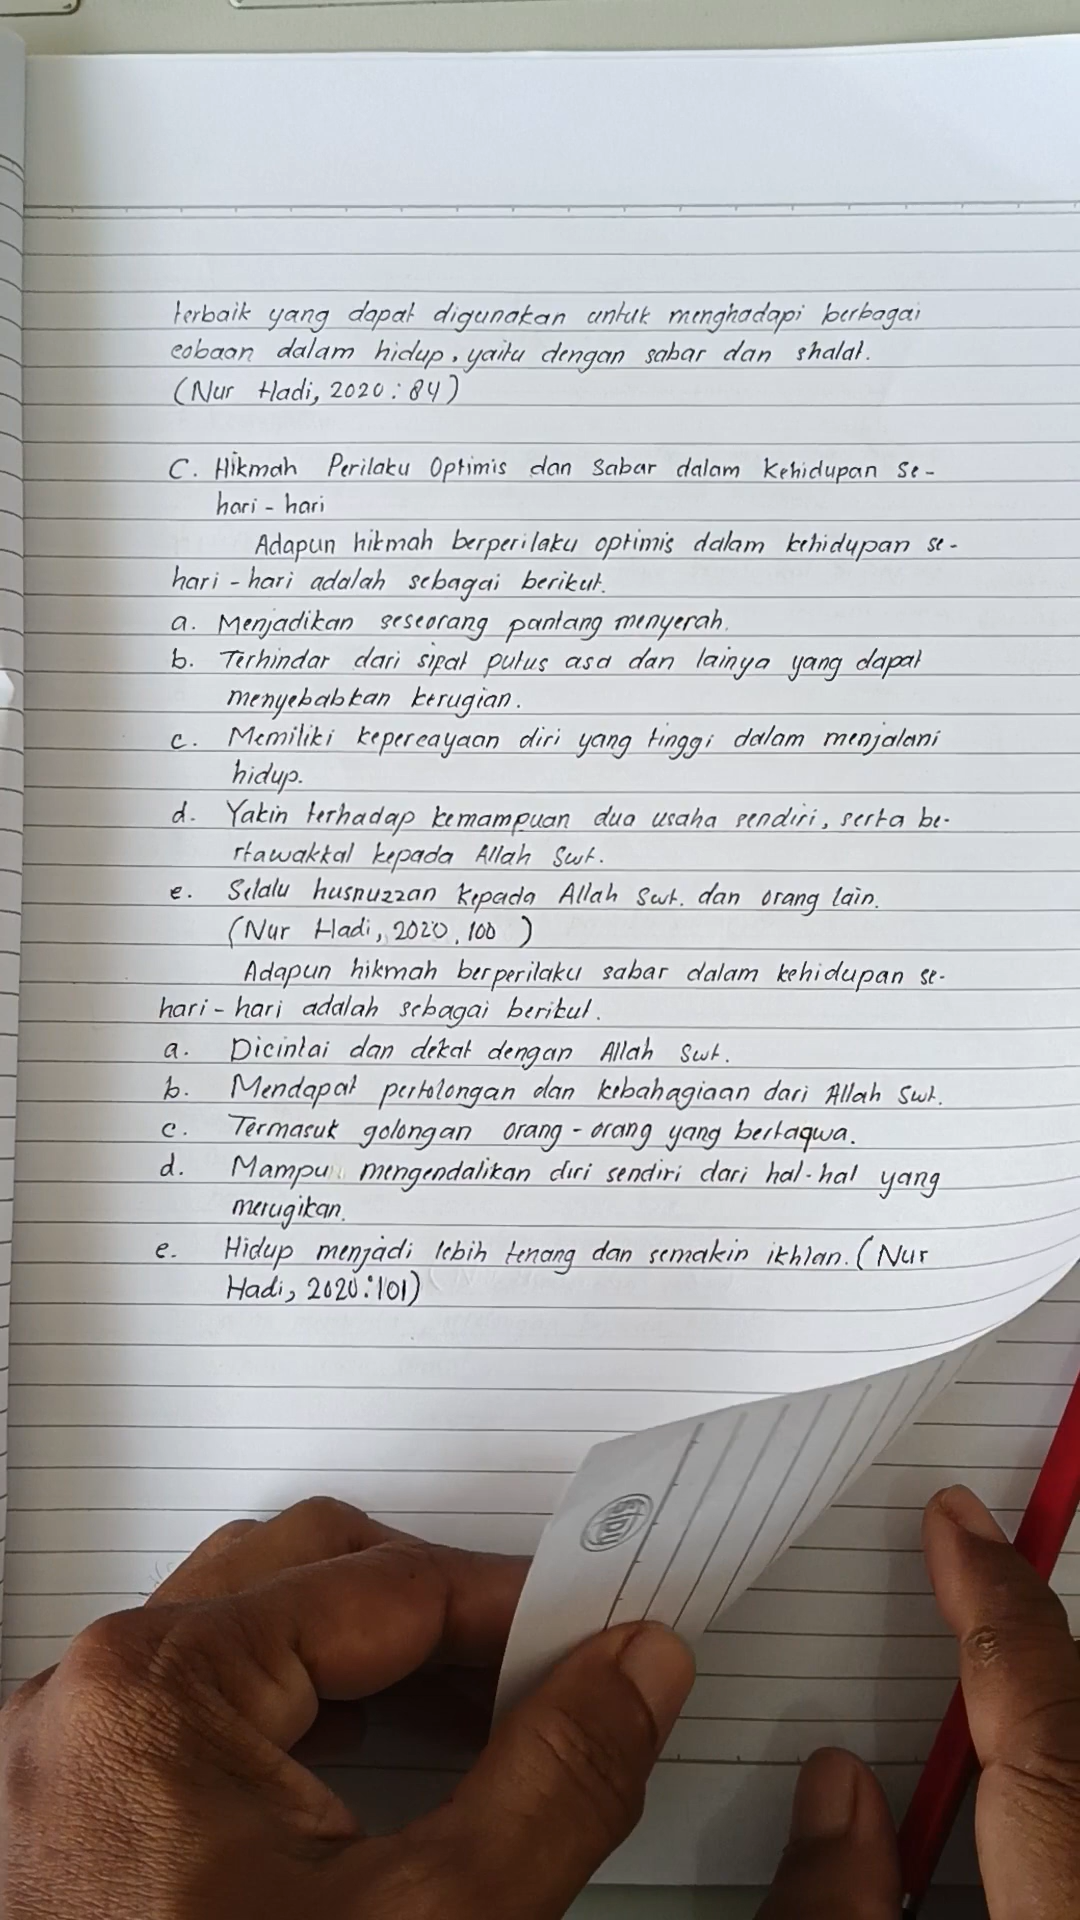 terbaik yang dapat digunakan untuk menghadapi berbagai
cobaan dalam hidup, yaitu dengan sabar dan shalat.
(Nur Hadi, 2020 : 84)
C. Hikmah Perilaku Optimis dan Sabar dalam Kehidupan Se-
hari - hari
Adapun hikmah berperilaku optimis dalam kehidupan se-
hari - hari adalah sebagai berikut.
a. Menjadikan seseorang pantang menyerah.
b. Terhindar dari sipat putus asa dan lainya yang dapat
menyebabkan kerugian.
c. Memiliki kepercayaan diri yang tinggi dalam menjalani
hidup.
d. Yakin terhadap kemampuan dua usaha sendiri, serta be-
rtawakkal kepada Allah Swt.
e. Selalu husnuzzan kepada Allah Swt. dan orang lain.
(Nur Hadi, 2020. 100 )
Adapun hikmah berperilaku sabar dalam kehidupan se-
hari - hari adalah sebagai berikut.
a. Dicintai dan dekat dengan Allah Swt.
b. Mendapat pertolongan dan kebahagiaan dari Allah Swt.
c. Termasuk golongan orang - orang yang bertaqwa.
d. Mampu mengendalikan diri sendiri dari hal-hal yang
merugikan.
e. Hidup menjadi lebih tenang dan semakin ikhlan. (Nur
Hadi, 2020 : 101)
SIDU